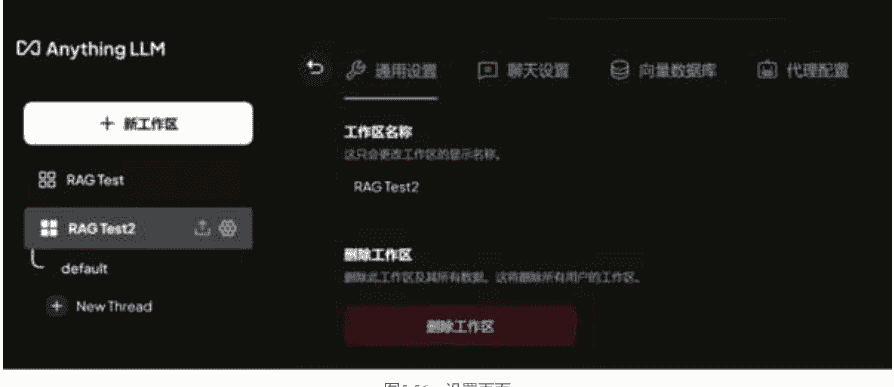 Anything LLM
通用设置
聊天设置
向量数据库
代理配置
新工作区
工作区名称
这只会更改工作区的显示名称。
RAG Test
RAG Test2
RAG Test2
删除工作区
default
删除此工作区及其所有数据。这将删除所有用户的工作区。
New Thread
删除工作区
设置页面